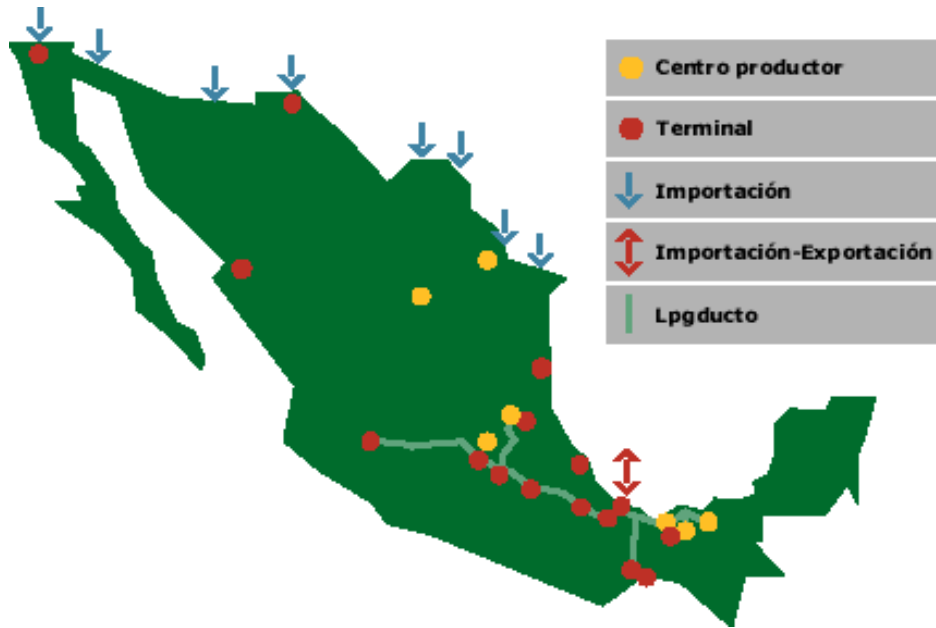 Centro productor
Terminal
Importación
Importación-Exportación
Lpgducto